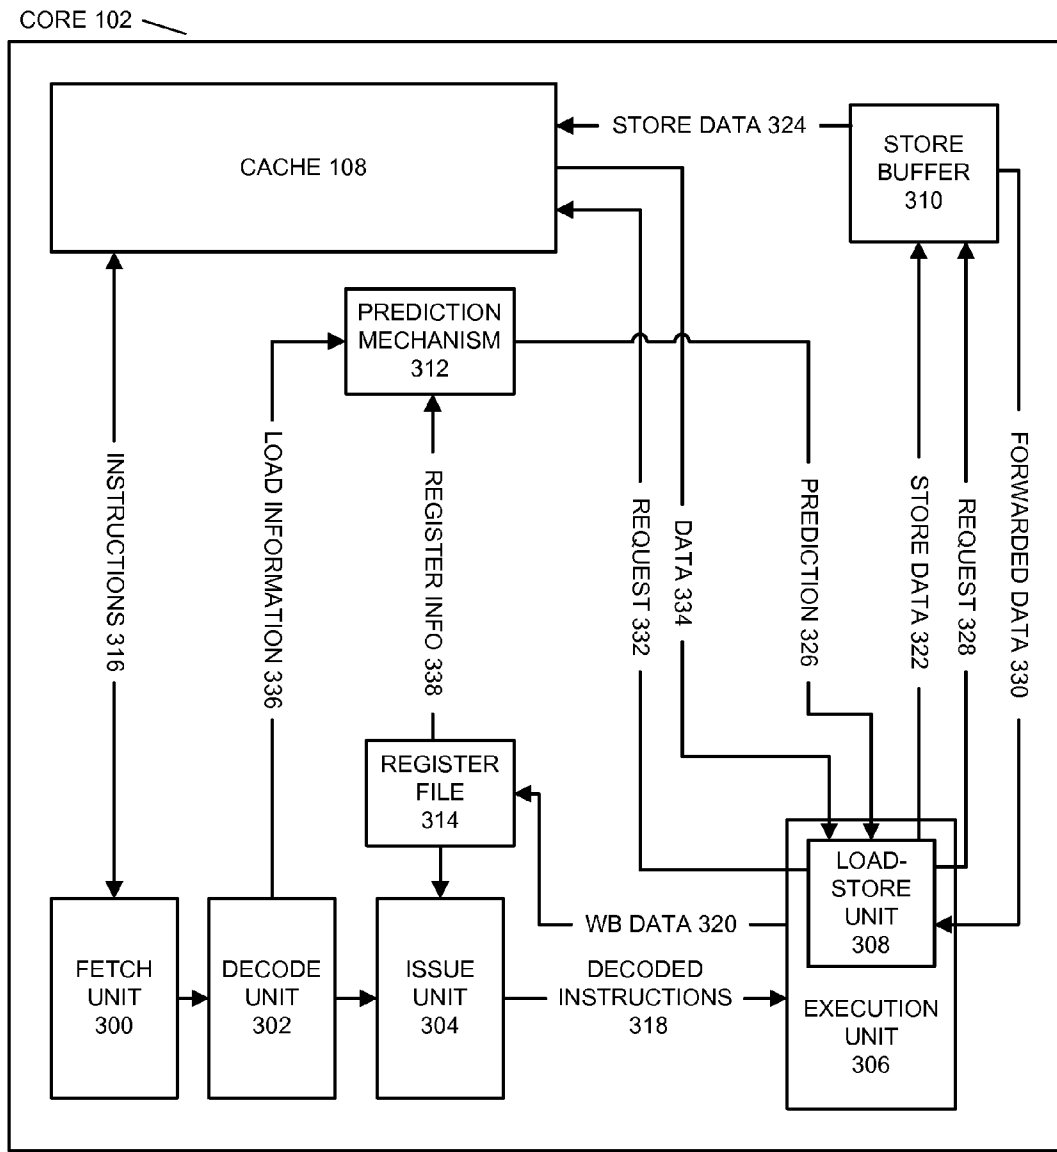 CORE 102
CACHE 108
STORE DATA 324
STORE
BUFFER
310
PREDICTION
MECHANISM
312
INSTRUCTIONS 316
LOAD INFORMATION 336
REGISTER INFO 338
REQUEST 332
DATA 334
PREDICTION 326
STORE DATA 322
REQUEST 328
FORWARDED DATA 330
REGISTER
FILE
314
LOAD-
STORE
UNIT
308
WB DATA 320
FETCH
UNIT
300
DECODE
UNIT
302
ISSUE
UNIT
304
DECODED
INSTRUCTIONS
318
EXECUTION
UNIT
306